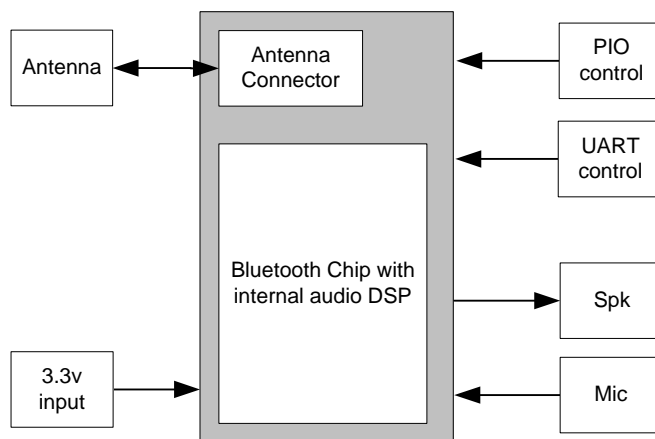 Antenna
Antenna
Connector
PIO
control
UART
control
Bluetooth Chip with
internal audio DSP
Spk
3.3v
input
Mic